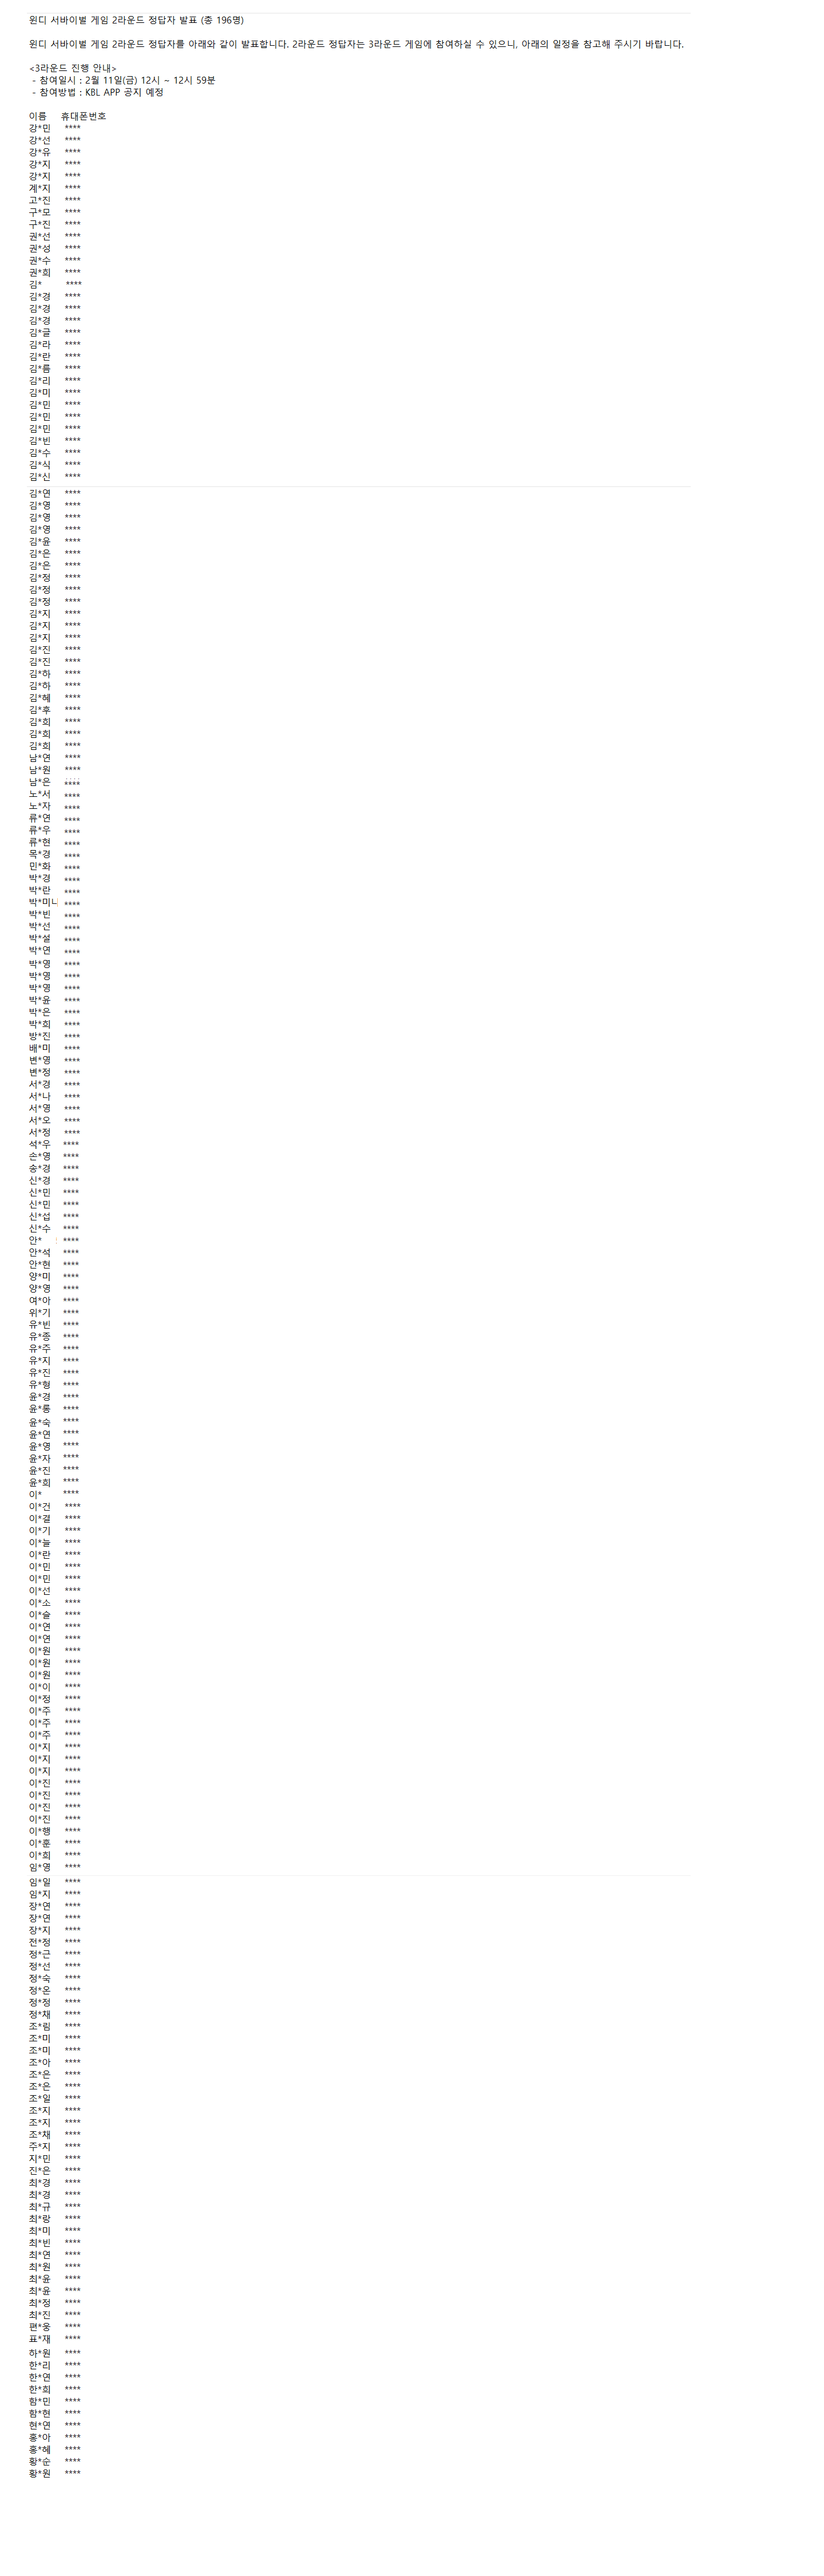 윈디 서바이벌 게임 2라운드 정답자 발표 (총 196명)
윈디 서바이벌 게임 2라운드 정답자를 아래와 같이 발표합니다. 2라운드 정답자는 3라운드 게임에 참여하실 수 있으니, 아래의 일정을 참고해 주시기 바랍니다.
<3라운드 진행 안내>
- 참여일시 : 2월 11일(금) 12시 ~ 12시 59분
- 참여방법 : KBL APP 공지 예정
이름 휴대폰번호
강*민 ****
강*선 ****
강*유 ****
강*지 ****
강*지 ****
계*지 ****
고*진 ****
구*모 ****
구*진 ****
권*선 ****
권*성 ****
권*수 ****
권*희 ****
김* ****
김*경 ****
김*경 ****
김*경 ****
김*글 ****
김*라 ****
김*란 ****
김*름 ****
김*리 ****
김*미 ****
김*민 ****
김*민 ****
김*민 ****
김*빈 ****
김*수 ****
김*식 ****
김*신 ****
김*연 ****
김*영 ****
김*영 ****
김*영 ****
김*윤 ****
김*은 ****
김*은 ****
김*정 ****
김*정 ****
김*정 ****
김*지 ****
김*지 ****
김*지 ****
김*진 ****
김*진 ****
김*하 ****
김*하 ****
김*혜 ****
김*후 ****
김*희 ****
김*희 ****
김*희 ****
남*연 ****
남*원 ****
남*은 ****
노*서 ****
노*자 ****
류*연 ****
류*우 ****
류*현 ****
목*경 ****
민*화 ****
박*경 ****
박*란 ****
박*미나 ****
박*빈 ****
박*선 ****
박*설 ****
박*연 ****
박*영 ****
박*영 ****
박*영 ****
박*윤 ****
박*은 ****
박*희 ****
방*진 ****
배*미 ****
변*영 ****
변*정 ****
서*경 ****
서*나 ****
서*영 ****
서*오 ****
서*정 ****
석*우 ****
손*영 ****
송*경 ****
신*경 ****
신*민 ****
신*민 ****
신*섭 ****
신*수 ****
안* ****
안*석 ****
안*현 ****
양*미 ****
양*영 ****
여*아 ****
위*기 ****
유*빈 ****
유*종 ****
유*주 ****
유*지 ****
유*진 ****
유*형 ****
윤*경 ****
윤*롱 ****
윤*숙 ****
윤*연 ****
윤*영 ****
윤*자 ****
윤*진 ****
윤*희 ****
이* ****
이*건 ****
이*결 ****
이*기 ****
이*늘 ****
이*란 ****
이*민 ****
이*민 ****
이*선 ****
이*소 ****
이*슬 ****
이*연 ****
이*연 ****
이*원 ****
이*원 ****
이*원 ****
이*이 ****
이*정 ****
이*주 ****
이*주 ****
이*주 ****
이*지 ****
이*지 ****
이*지 ****
이*진 ****
이*진 ****
이*진 ****
이*진 ****
이*행 ****
이*훈 ****
이*희 ****
임*영 ****
임*일 ****
임*지 ****
장*연 ****
장*연 ****
장*지 ****
전*정 ****
정*근 ****
정*선 ****
정*숙 ****
정*온 ****
정*정 ****
정*채 ****
조*림 ****
조*미 ****
조*미 ****
조*아 ****
조*은 ****
조*은 ****
조*일 ****
조*지 ****
조*지 ****
조*채 ****
주*지 ****
지*민 ****
진*은 ****
최*경 ****
최*경 ****
최*규 ****
최*랑 ****
최*미 ****
최*빈 ****
최*연 ****
최*원 ****
최*윤 ****
최*윤 ****
최*정 ****
최*진 ****
편*웅 ****
표*재 ****
하*원 ****
한*리 ****
한*연 ****
한*희 ****
함*민 ****
함*현 ****
현*연 ****
홍*아 ****
홍*혜 ****
황*순 ****
황*원 ****